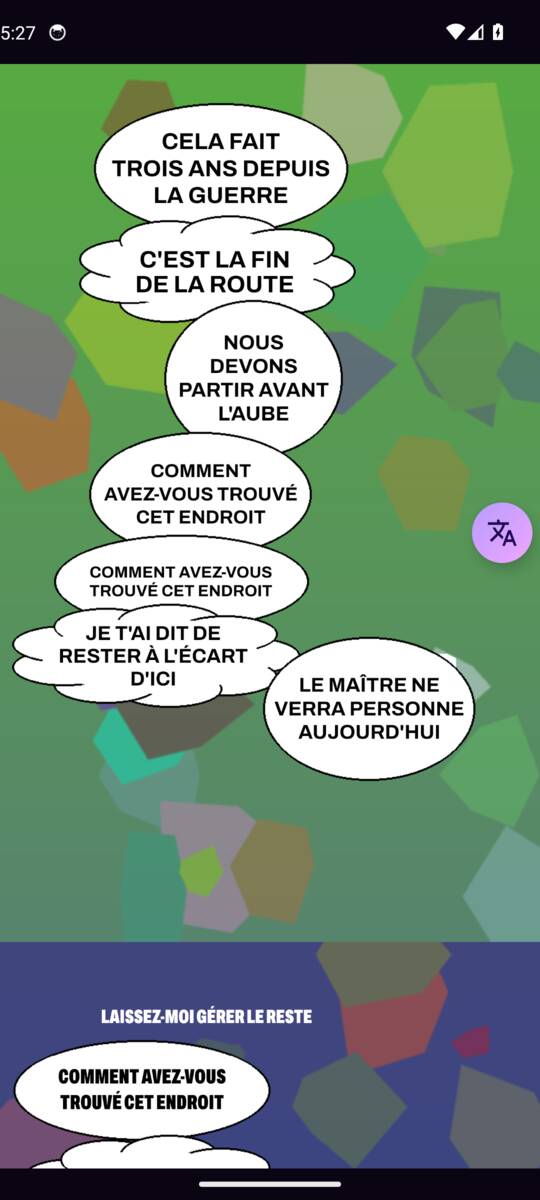 5:27
CELA FAIT
TROIS ANS DEPUIS
LA GUERRE
C'EST LA FIN
DE LA ROUTE
NOUS
DEVONS
PARTIR AVANT
L'AUBE
COMMENT
AVEZ-VOUS TROUVÉ
CET ENDROIT
COMMENT AVEZ-VOUS
TROUVÉ CET ENDROIT
JE T'AI DIT DE
RESTER À L'ÉCART
D'ICI
LE MAÎTRE NE
VERRA PERSONNE
AUJOURD'HUI
LAISSEZ-MOI GÉRER LE RESTE
COMMENT AVEZ-VOUS
TROUVÉ CET ENDROIT